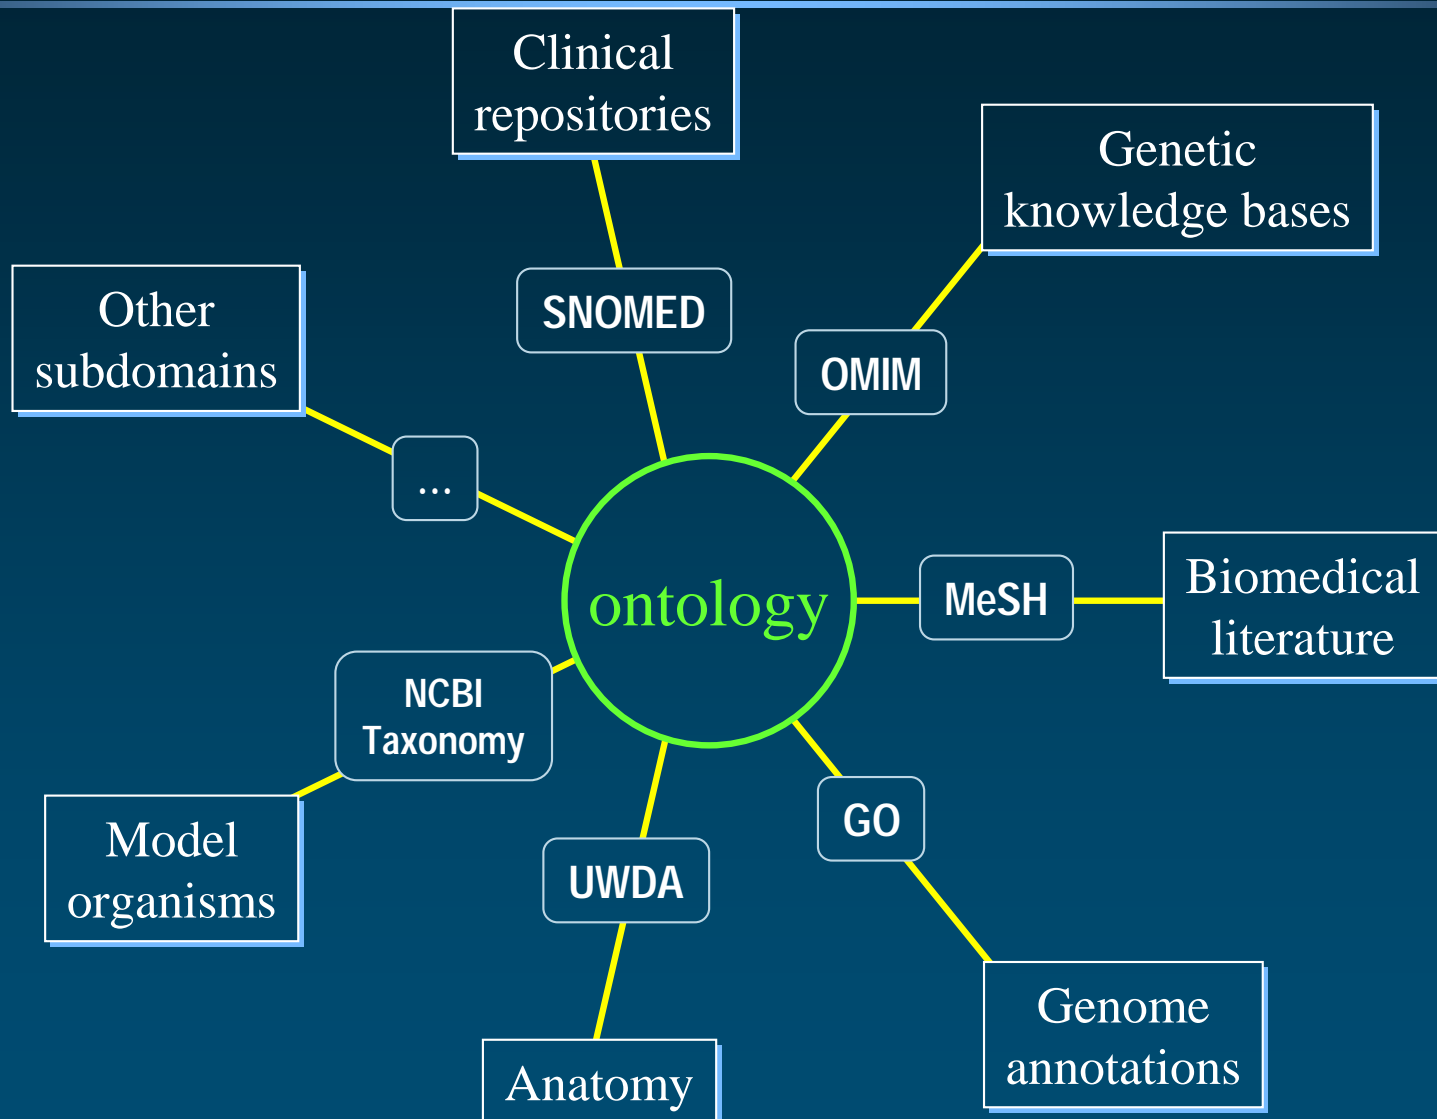 Clinical
repositories
Genetic
knowledge bases
Other
subdomains
SNOMED
OMIM
...
ontology
MeSH
Biomedical
literature
NCBI
Taxonomy
GO
Model
organisms
UWDA
Genome
annotations
Anatomy